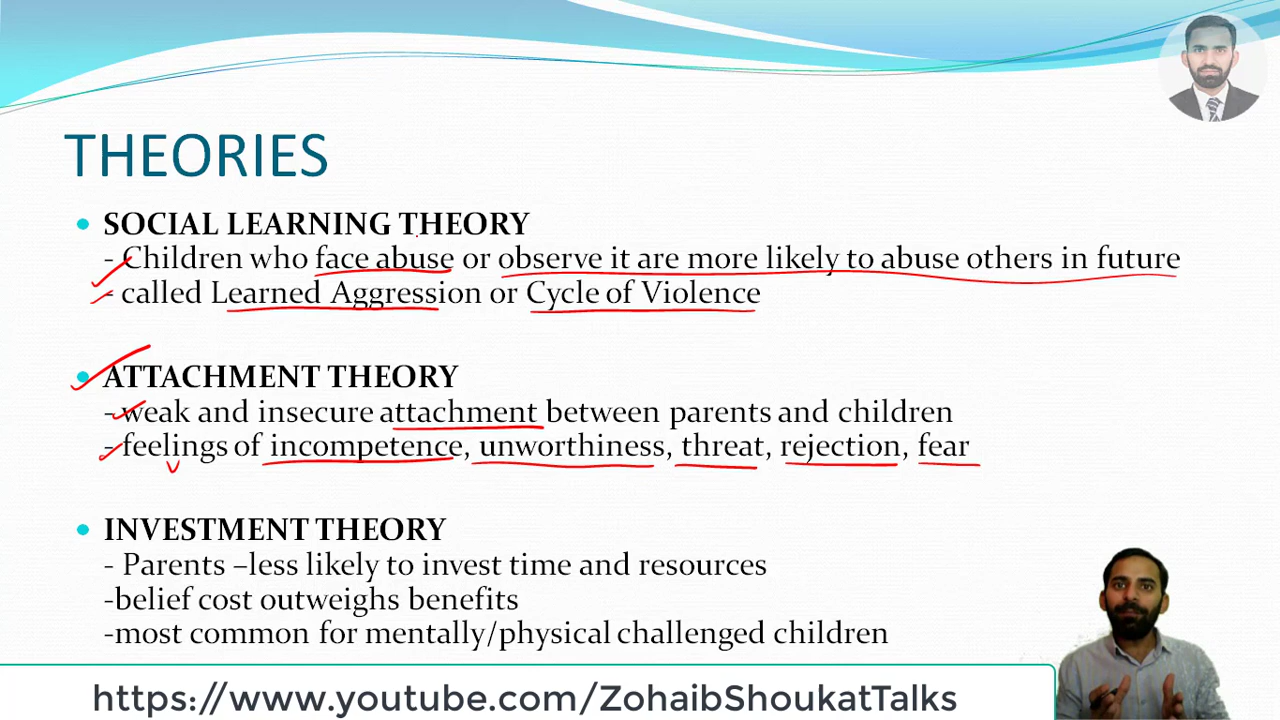 THEORIES
• SOCIAL LEARNING THEORY
- Children who face abuse or observe it are more likely to abuse others in future
- called Learned Aggression or Cycle of Violence
• ATTACHMENT THEORY
- weak and insecure attachment between parents and children
- feelings of incompetence, unworthiness, threat, rejection, fear
• INVESTMENT THEORY
- Parents –less likely to invest time and resources
-belief cost outweighs benefits
-most common for mentally/physical challenged children
https://www.youtube.com/ZohaibShoukatTalks